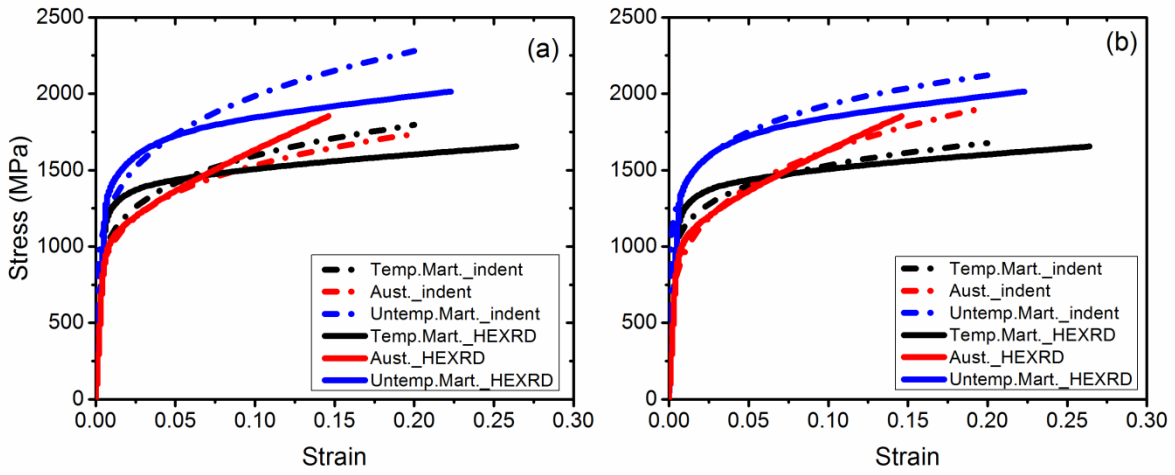 2500
2000
1500
1000
500
0
Stress (MPa)
(a)
Temp.Mart._indent
Aust._indent
Untemp.Mart._indent
Temp.Mart._HEXRD
Aust._HEXRD
Untemp.Mart._HEXRD
0.00 0.05 0.10 0.15 0.20 0.25 0.30
Strain
2500
2000
1500
1000
500
0
(b)
Temp.Mart._indent
Aust._indent
Untemp.Mart._indent
Temp.Mart._HEXRD
Aust._HEXRD
Untemp.Mart._HEXRD
0.00 0.05 0.10 0.15 0.20 0.25 0.30
Strain